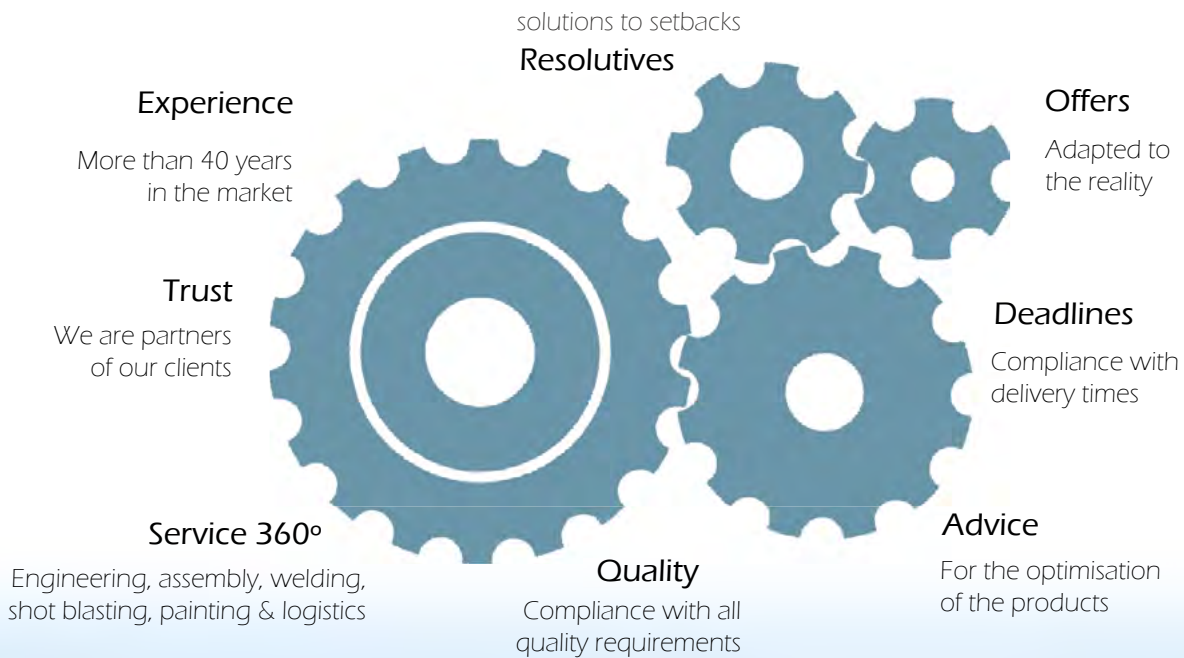 solutions to setbacks
Resolutives
Experience
More than 40 years
in the market
Offers
Adapted to
the reality
Trust
We are partners
of our clients
Deadlines
Compliance with
delivery times
Service 360º
Engineering, assembly, welding,
shot blasting, painting & logistics
Quality
Compliance with all
quality requirements
Advice
For the optimisation
of the products